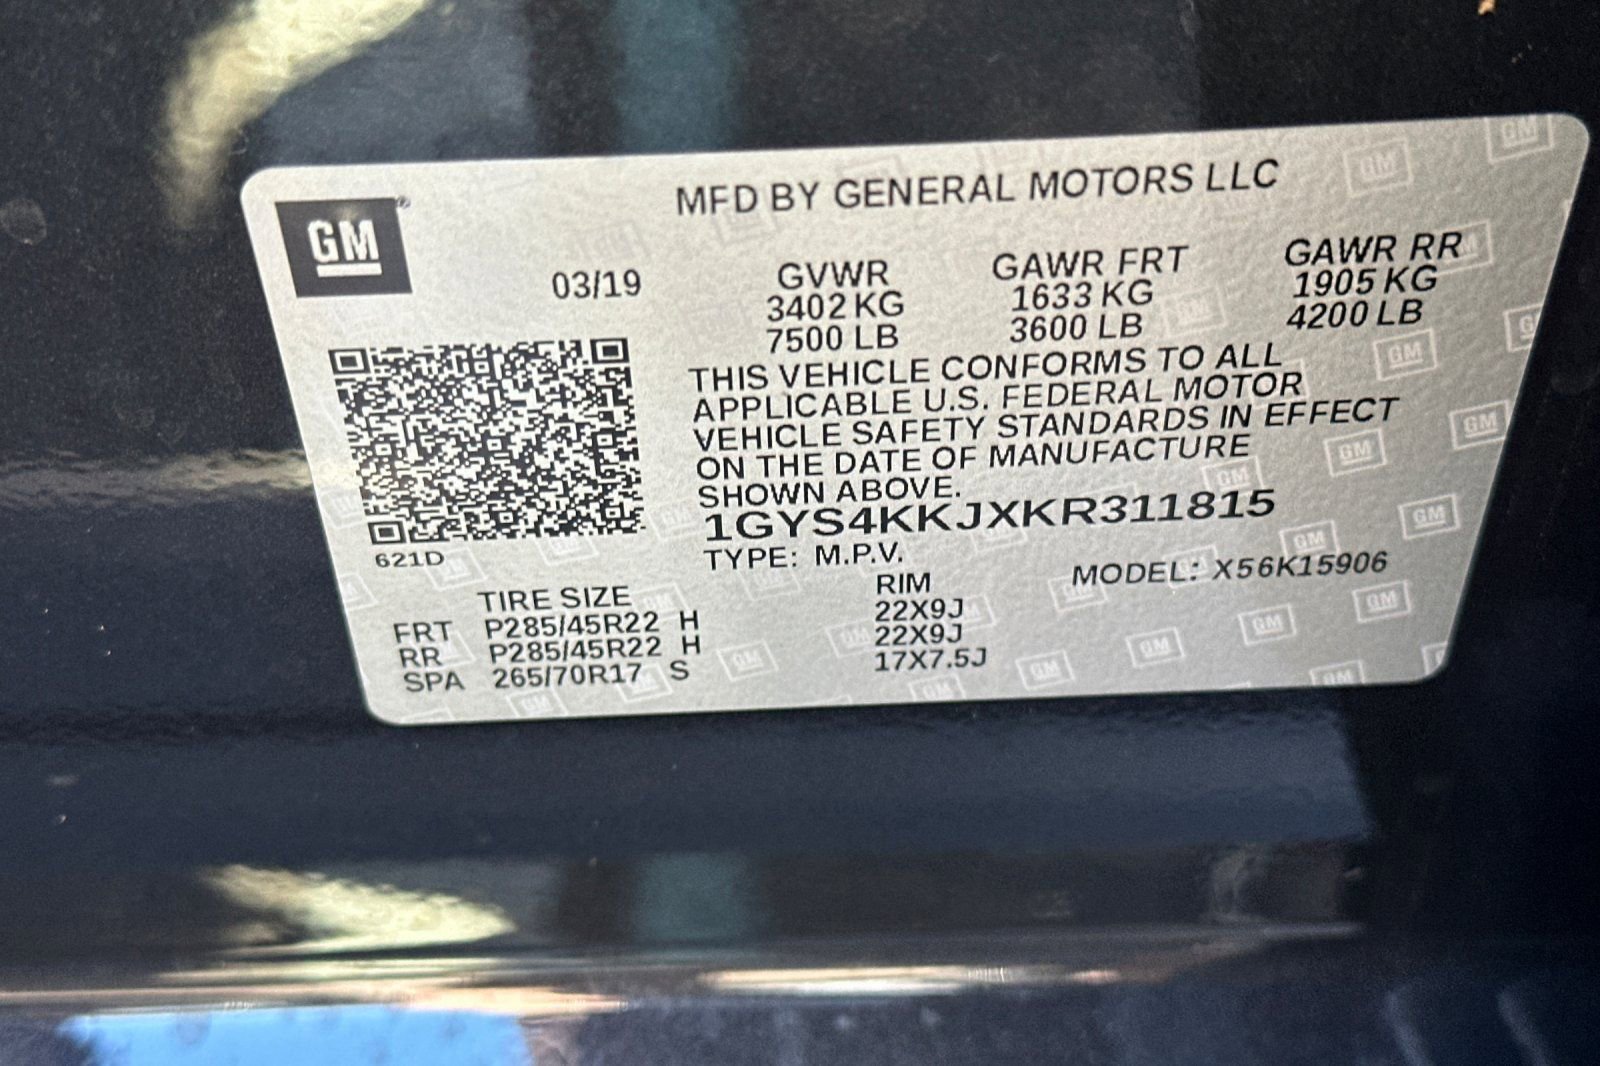 GM
MFD BY GENERAL MOTORS LLC
03/19
GVWR GAWR FRT GAWR RR
3402 KG 1633 KG 1905 KG
7500 LB 3600 LB 4200 LB
THIS VEHICLE CONFORMS TO ALL
APPLICABLE U.S. FEDERAL MOTOR
VEHICLE SAFETY STANDARDS IN EFFECT
ON THE DATE OF MANUFACTURE
SHOWN ABOVE.
1GYS4KKJXKR311815
621D
TYPE: M.P.V. MODEL: X56K15906
TIRE SIZE RIM
FRT P285/45R22 H 22X9J
RR P285/45R22 H 22X9J
SPA 265/70R17 S 17X7.5J